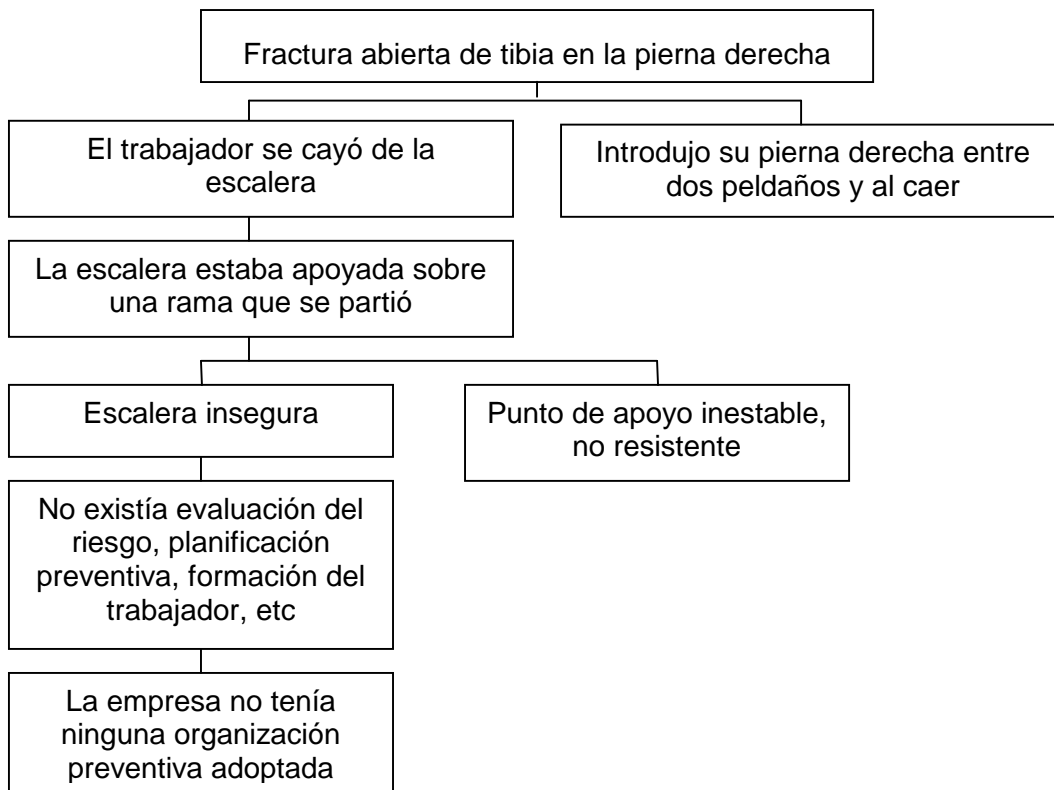 Fractura abierta de tibia en la pierna derecha
El trabajador se cayó de la
escalera
Introdujo su pierna derecha entre
dos peldaños y al caer
La escalera estaba apoyada sobre
una rama que se partió
Escalera insegura
Punto de apoyo inestable,
no resistente
No existía evaluación del
riesgo, planificación
preventiva, formación del
trabajador, etc
La empresa no tenía
ninguna organización
preventiva adoptada